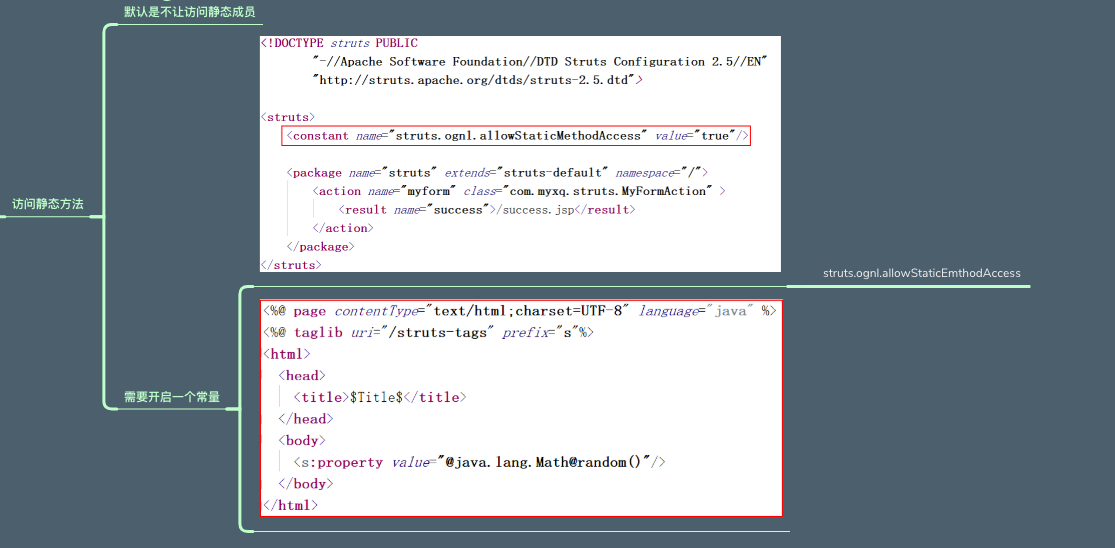 默认是不让访问静态成员
<!DOCTYPE struts PUBLIC
"-//Apache Software Foundation//DTD Struts Configuration 2.5//EN"
"http://struts.apache.org/dtds/struts-2.5.dtd">
<struts>
<constant name="struts.ognl.allowStaticMethodAccess" value="true"/>
<package name="struts" extends="struts-default" namespace="/">
<action name="myform" class="com.myxq.struts.MyFormAction" >
<result name="success">/success.jsp</result>
</action>
</package>
</struts>
访问静态方法
struts.ognl.allowStaticEmthodAccess
<%@ page contentType="text/html;charset=UTF-8" language="java" %>
<%@ taglib uri="/struts-tags" prefix="s"%>
<html>
<head>
<title>$Title$</title>
</head>
<body>
<s:property value="@java.lang.Math@random()"/>
</body>
</html>
需要开启一个常量